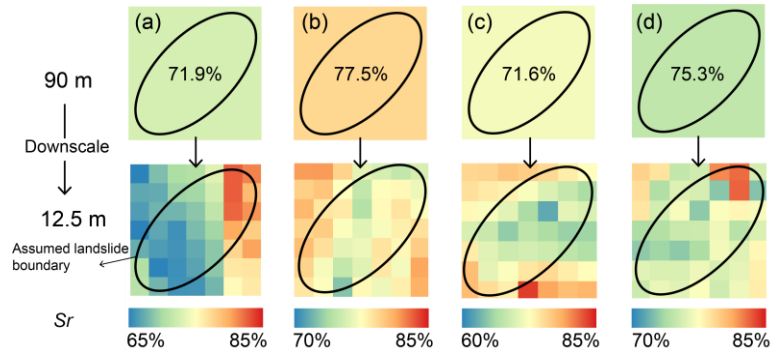 (a) (b) (c) (d)
90 m 71.9% 77.5% 71.6% 75.3%
Downscale
12.5 m
Assumed landslide
boundary
Sr
65% 85% 70% 85% 60% 85% 70% 85%